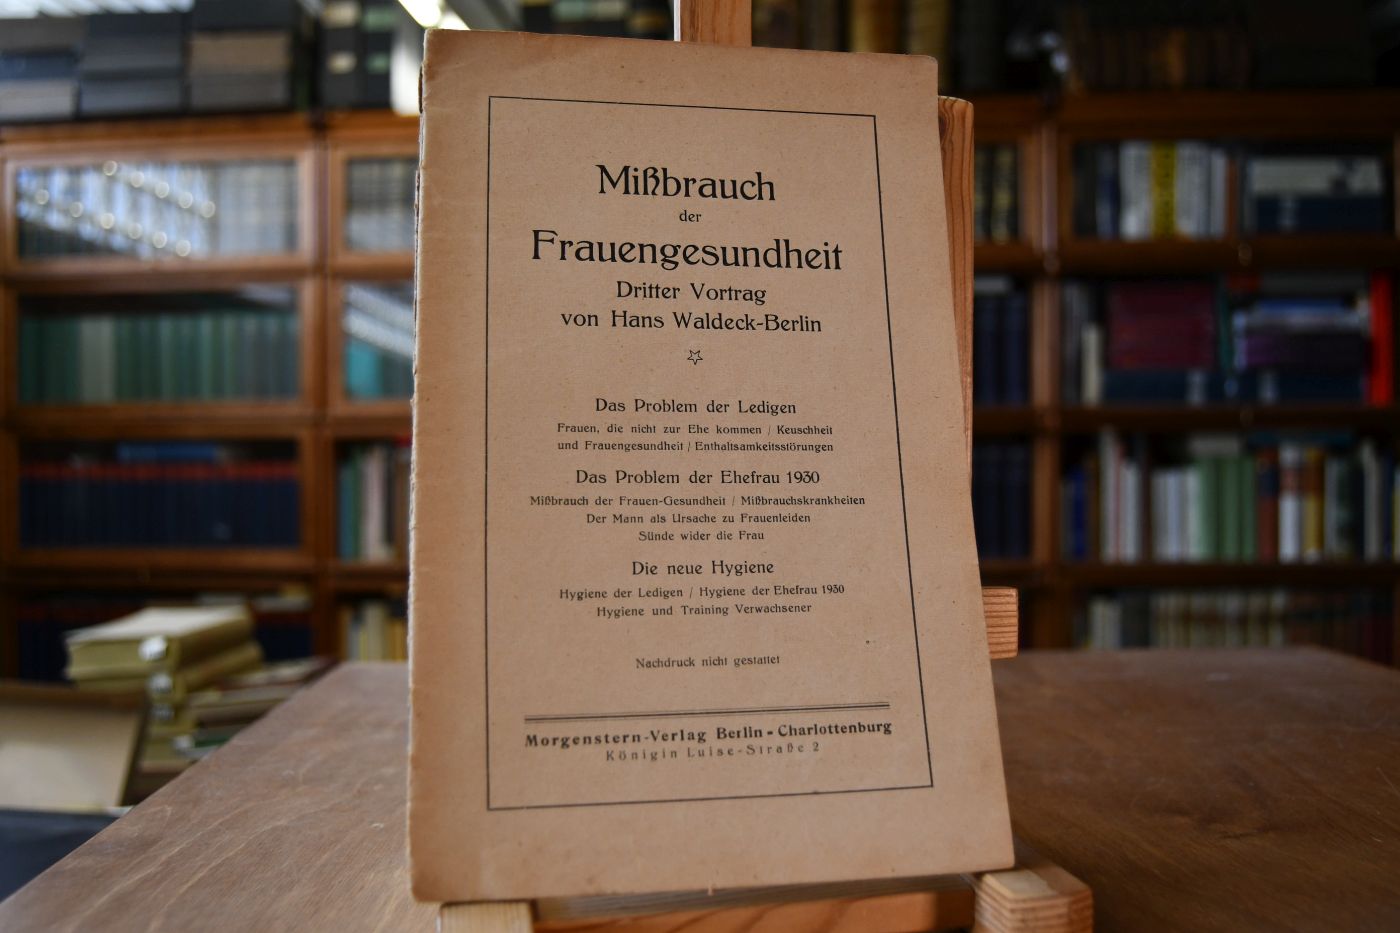 Mißbrauch
der
Frauengesundheit
Dritter Vortrag
von Hans Waldeck-Berlin
Das Problem der Ledigen
Frauen, die nicht zur Ehe kommen / Keuschheit
und Frauengesundheit / Enthaltsamkeitsstörungen
Das Problem der Ehefrau 1930
Mißbrauch der Frauen-Gesundheit / Mißbrauchskrankheiten
Der Mann als Ursache zu Frauenleiden
Sünde wider die Frau
Die neue Hygiene
Hygiene der Ledigen / Hygiene der Ehefrau 1930
Hygiene und Training Verwachsener
Nachdruck nicht gestattet
Morgenstern-Verlag Berlin-Charlottenburg
Königin Luise-Straße 2